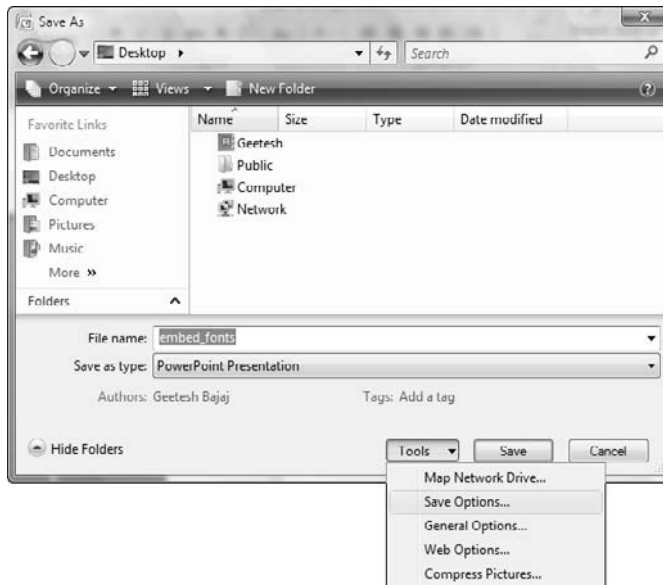 Save As
Desktop
Search
Organize Views New Folder
Favorite Links
Name Size Type Date modified
Documents
Geetesh
Desktop
Public
Computer
Computer
Pictures
Network
Music
More »
Folders
File name: embed_fonts
Save as type: PowerPoint Presentation
Authors: Geetesh Bajaj Tags: Add a tag
Hide Folders Tools Save Cancel
Map Network Drive...
Save Options...
General Options...
Web Options...
Compress Pictures...